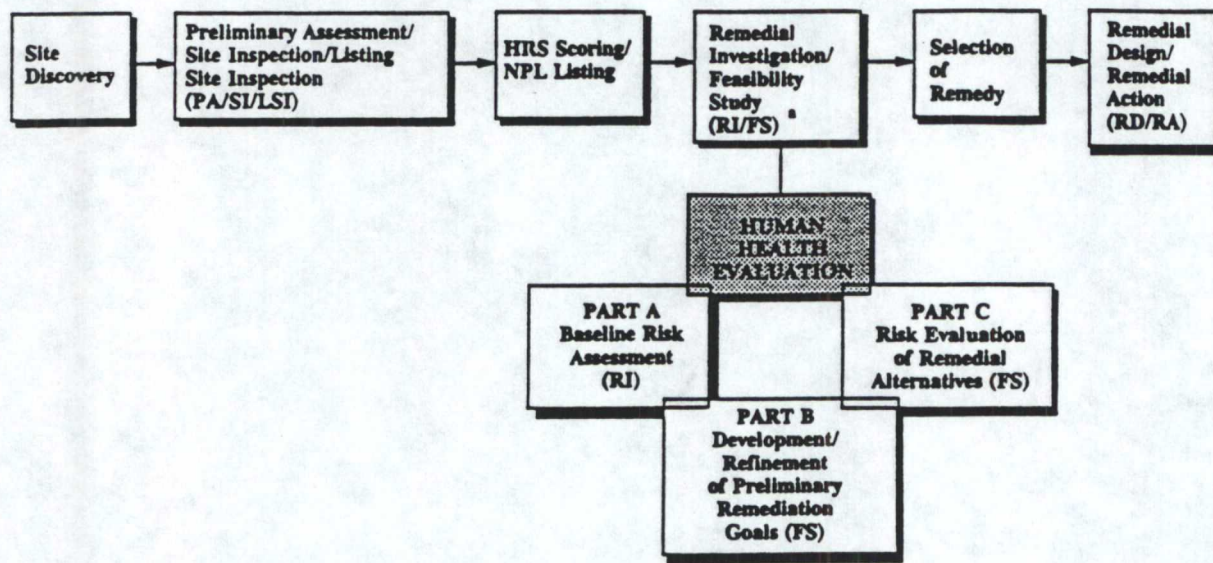 Site
Discovery
Preliminary Assessment/
Site Inspection/Listing
Site Inspection
(PA/SI/LSI)
HRS Scoring/
NPL Listing
Remedial
Investigation/
Feasibility
Study
(RI/FS) a
Selection
of
Remedy
Remedial
Design/
Remedial
Action
(RD/RA)
HUMAN
HEALTH
EVALUATION
PART A
Baseline Risk
Assessment
(RI)
PART C
Risk Evaluation
of Remedial
Alternatives (FS)
PART B
Development/
Refinement
of Preliminary
Remediation
Goals (FS)